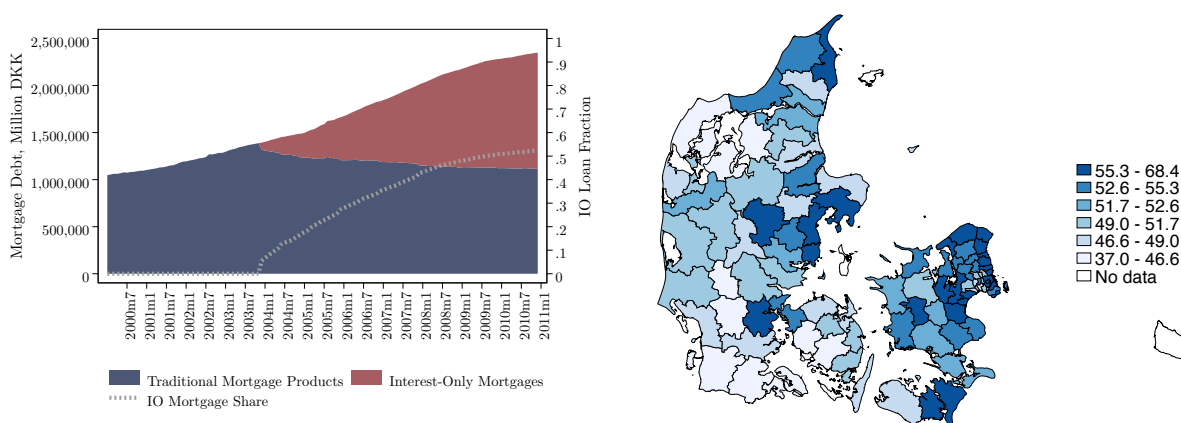 Mortgage Debt, Million DKK
2,500,000
2,000,000
1,500,000
1,000,000
500,000
0
1
.9
.8
.7
.6
.5
.4
.3
.2
.1
0
IO Loan Fraction
2000m7
2001m1
2001m7
2002m1
2002m7
2003m1
2003m7
2004m1
2004m7
2005m1
2005m7
2006m1
2006m7
2007m1
2007m7
2008m1
2008m7
2009m1
2009m7
2010m1
2010m7
2011m1
Traditional Mortgage Products
Interest-Only Mortgages
IO Mortgage Share
55.3 - 68.4
52.6 - 55.3
51.7 - 52.6
49.0 - 51.7
46.6 - 49.0
37.0 - 46.6
No data